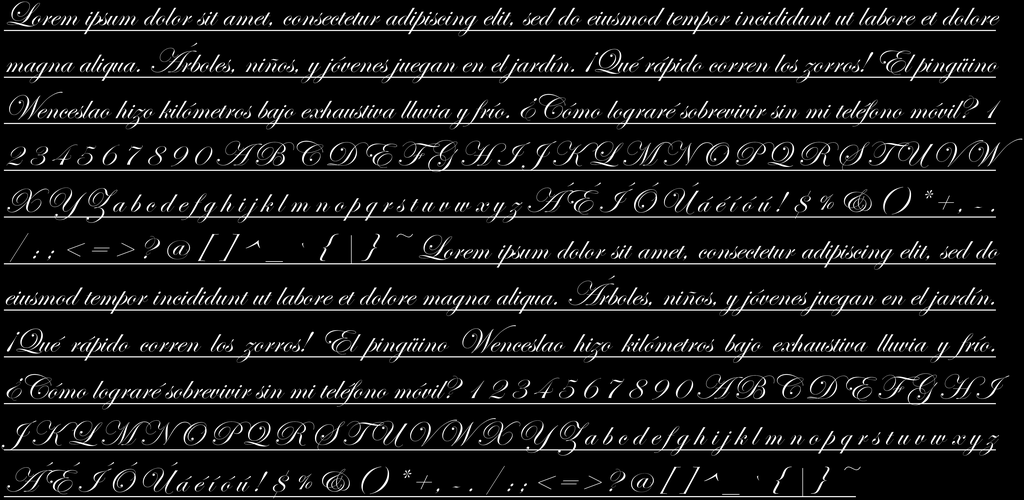 Lorem ipsum dolor sit amet, consectetur adipiscing elit, sed do eiusmod tempor incididunt ut labore et dolore
magna aliqua. Árboles, niños, y jóvenes juegan en el jardín. ¡Qué rápido corren los zorros! El pingüino
Wenceslao hizo kilómetros bajo exhaustiva lluvia y frío. ¿Cómo lograré sobrevivir sin mi teléfono móvil? 1
2 3 4 5 6 7 8 9 0 A B C D E F G H I J K L M N O P Q R S T U V W
X Y Z a b c d e f g h i j k l m n o p q r s t u v w x y z Á É Í Ó Ú á é í ó ú ! $ % & ( ) * + , - .
/ : ; < = > ? @ [ ] ^ _ ` { | } ~ Lorem ipsum dolor sit amet, consectetur adipiscing elit, sed do
eiusmod tempor incididunt ut labore et dolore magna aliqua. Árboles, niños, y jóvenes juegan en el jardín.
¡Qué rápido corren los zorros! El pingüino Wenceslao hizo kilómetros bajo exhaustiva lluvia y frío.
¿Cómo lograré sobrevivir sin mi teléfono móvil? 1 2 3 4 5 6 7 8 9 0 A B C D E F G H I
J K L M N O P Q R S T U V W X Y Z a b c d e f g h i j k l m n o p q r s t u v w x y z
Á É Í Ó Ú á é í ó ú ! $ % & ( ) * + , - . / : ; < = > ? @ [ ] ^ _ ` { | } ~